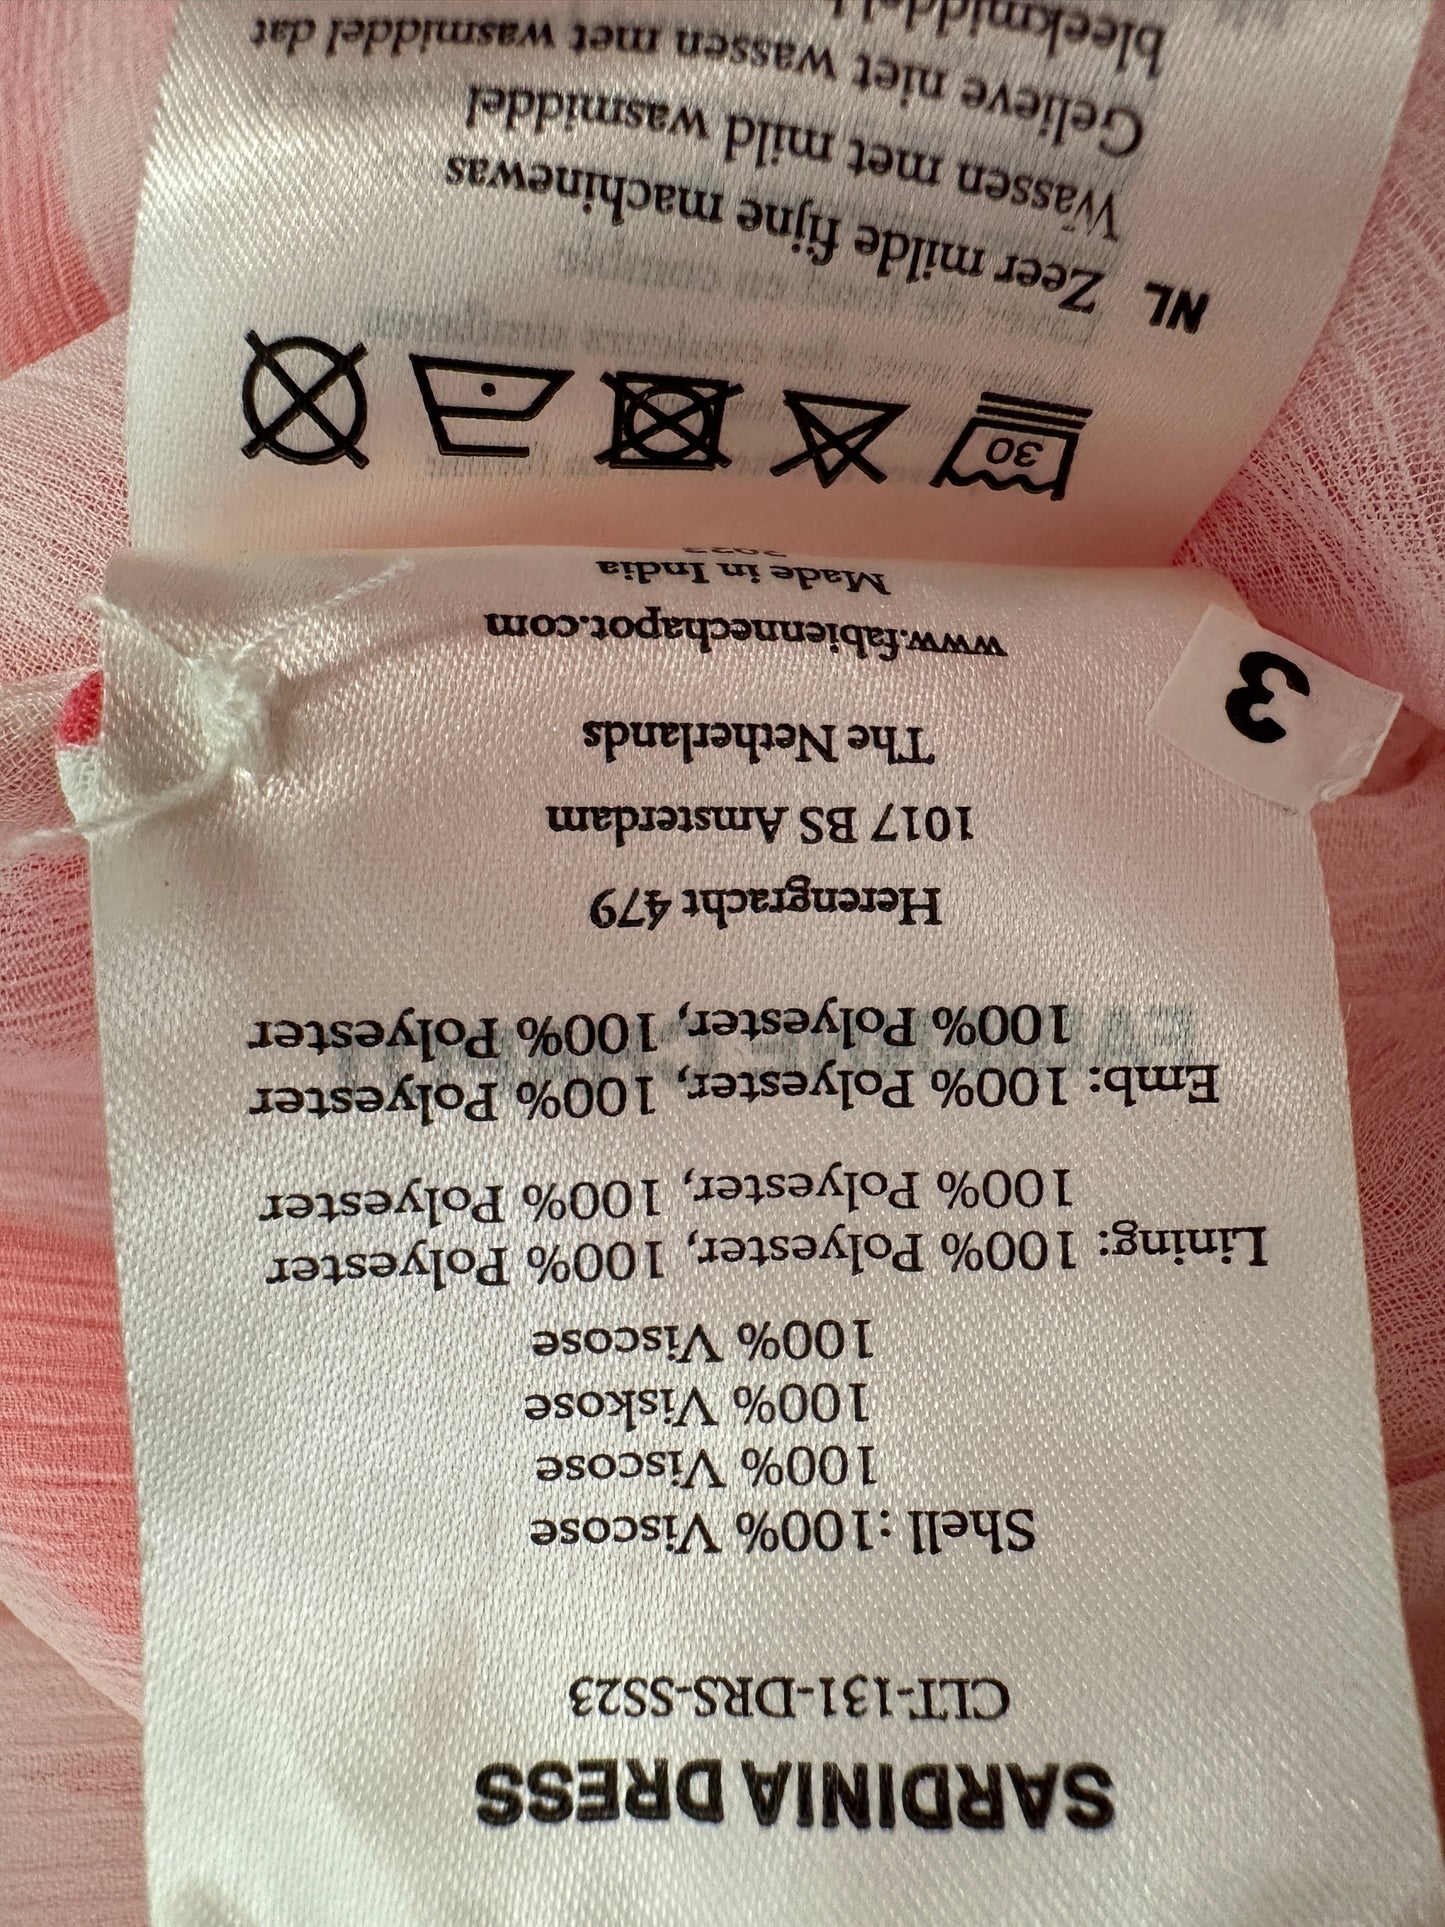 SARDINIA DRESS
CLT-131-DRS-SS23
Shell : 100% Viscose
100% Viscose
100% Viskose
100% Viscose
Lining: 100% Polyester, 100% Polyester
100% Polyester, 100% Polyester
Emb: 100% Polyester, 100% Polyester
100% Polyester, 100% Polyester
Herengracht 479
1017 BS Amsterdam
The Netherlands
www.fabiennechapot.com
Made in India
3
30
NL Zeer milde fijne machinewas
Wassen met mild wasmiddel
Gelieve niet wassen met wasmiddel dat